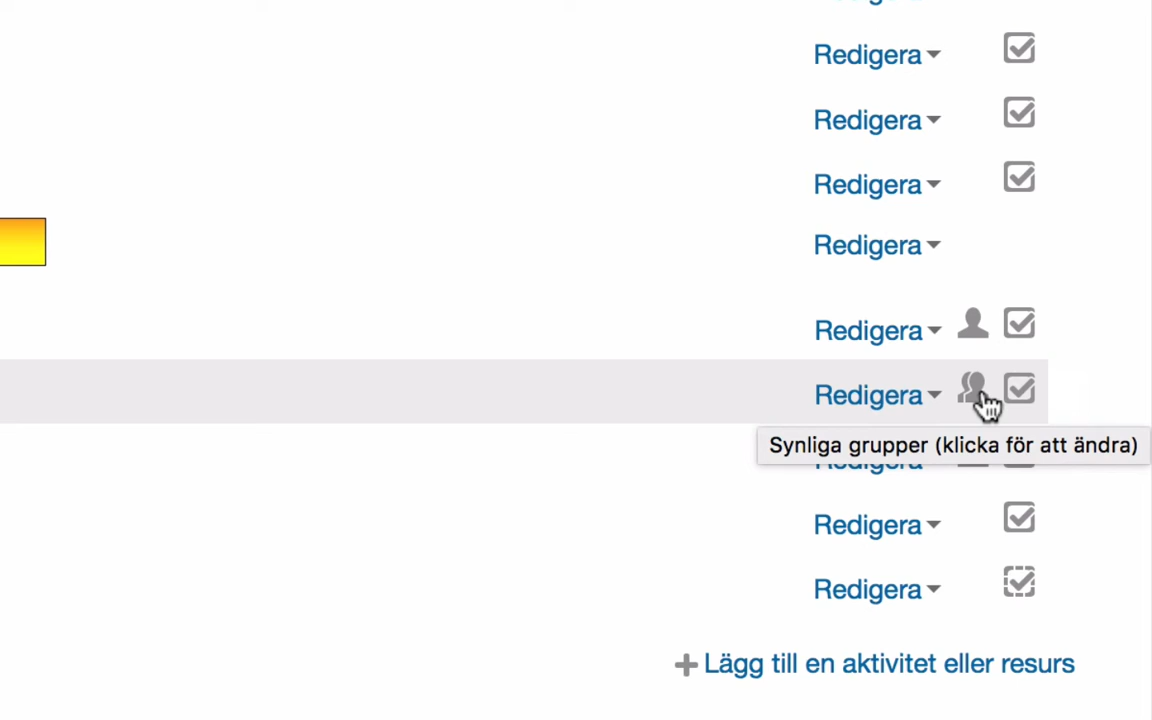 Redigera
Redigera
Redigera
Redigera
Redigera
Redigera
Synliga grupper (klicka för att ändra)
Redigera
Redigera
Redigera
Lägg till en aktivitet eller resurs